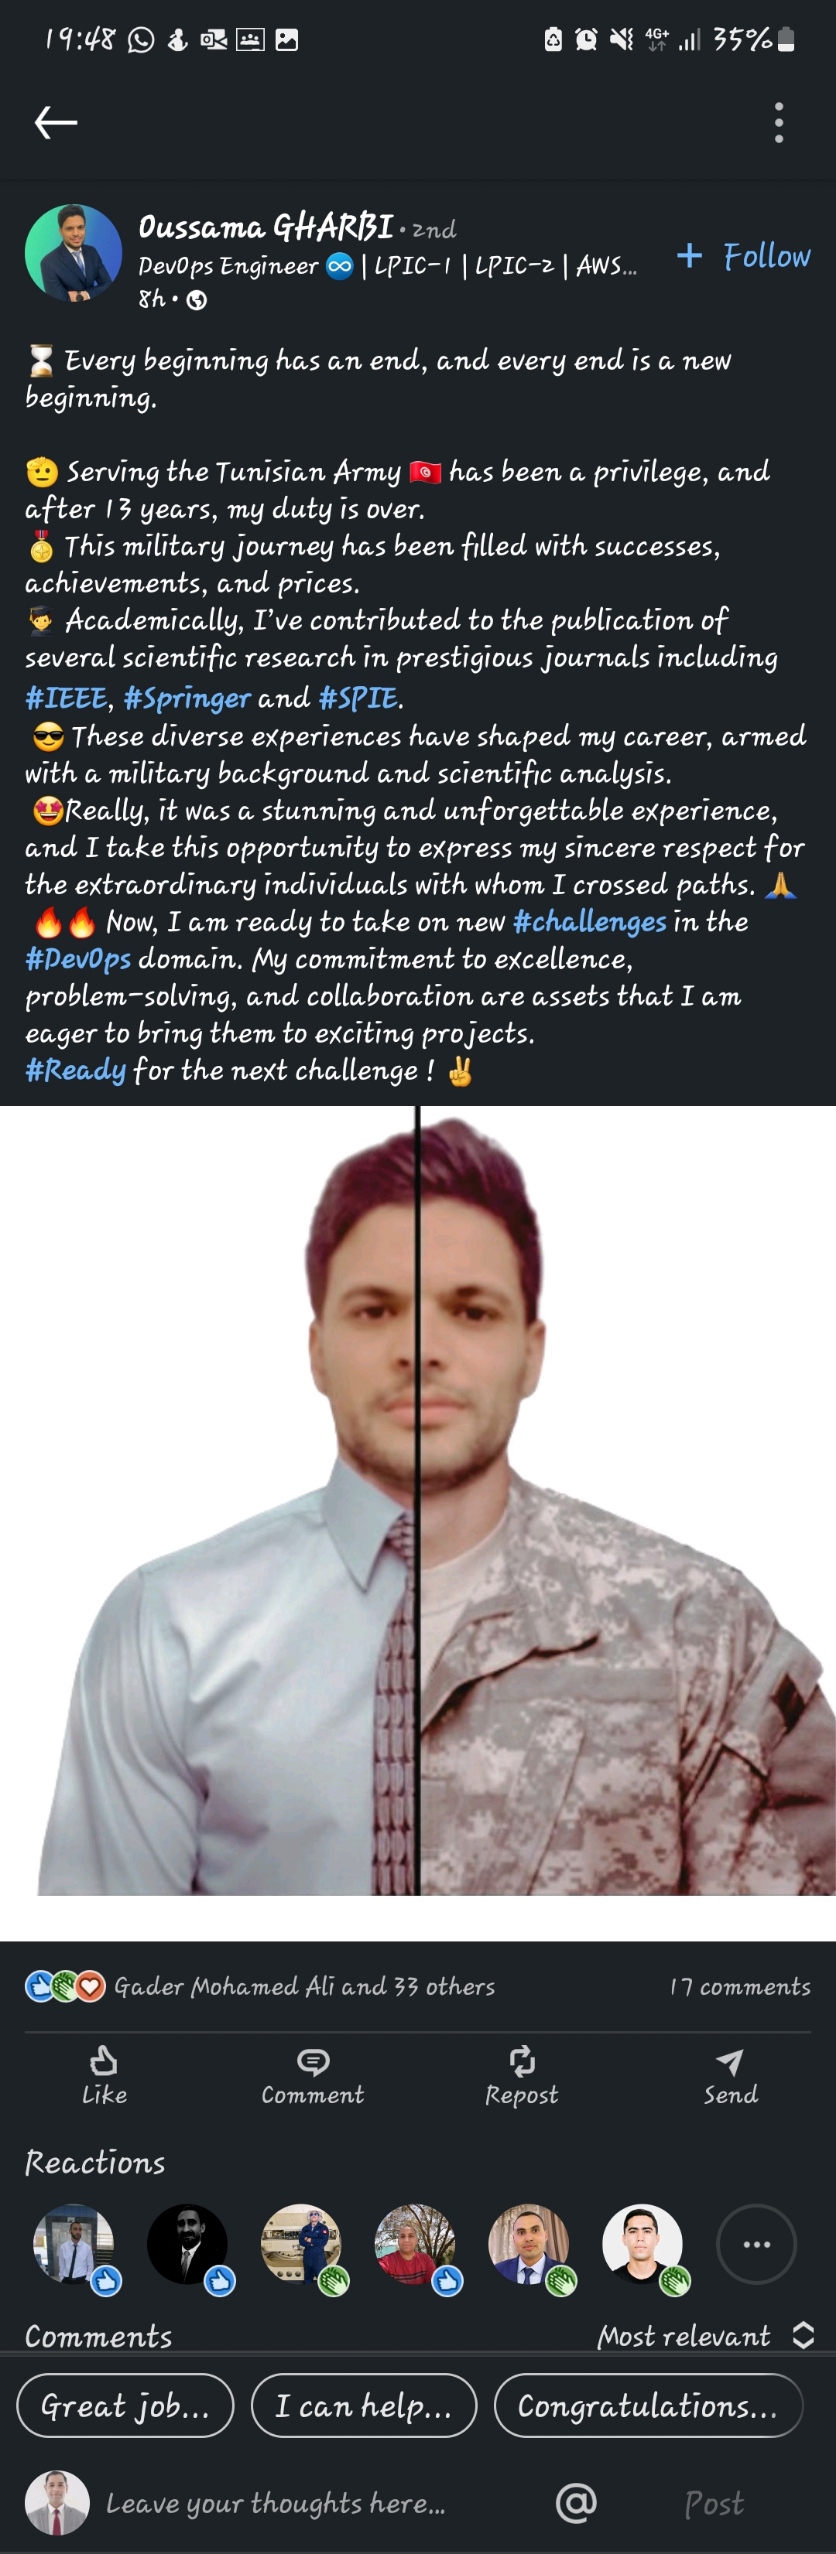 19:48
4G+
35%
Oussama GHARBI • 2nd
DevOps Engineer ♾️ | LPIC-1 | LPIC-2 | AWS...
+ Follow
8h •
⏳ Every beginning has an end, and every end is a new
beginning.
🫡 Serving the Tunisian Army 🇹🇳 has been a privilege, and
after 13 years, my duty is over.
🏅 This military journey has been filled with successes,
achievements, and prices.
👨‍🎓 Academically, I've contributed to the publication of
several scientific research in prestigious journals including
#IEEE, #Springer and #SPIE.
😎 These diverse experiences have shaped my career, armed
with a military background and scientific analysis.
🤩Really, it was a stunning and unforgettable experience,
and I take this opportunity to express my sincere respect for
the extraordinary individuals with whom I crossed paths. 🙏
🔥🔥 Now, I am ready to take on new #challenges in the
#DevOps domain. My commitment to excellence,
problem-solving, and collaboration are assets that I am
eager to bring them to exciting projects.
#Ready for the next challenge ! ✌️
Gader Mohamed Ali and 33 others
17 comments
Like
Comment
Repost
Send
Reactions
Comments
Most relevant
Great job...
I can help...
Congratulations...
Leave your thoughts here...
@
Post